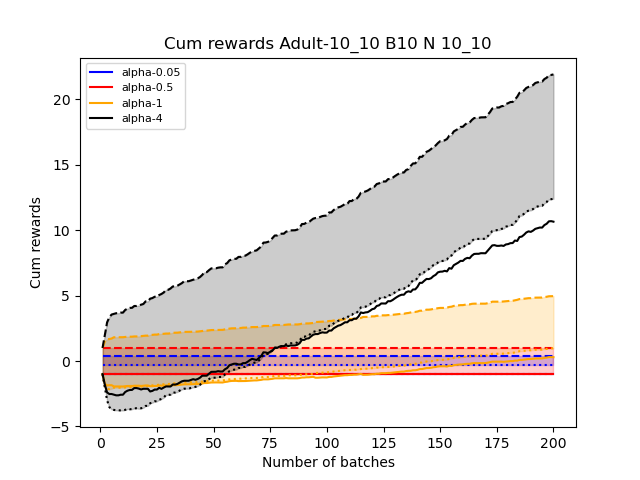 Cum rewards Adult-10_10 B10 N 10_10
alpha-0.05
alpha-0.5
alpha-1
alpha-4
20
15
10
5
0
−5
Cum rewards
0 25 50 75 100 125 150 175 200
Number of batches